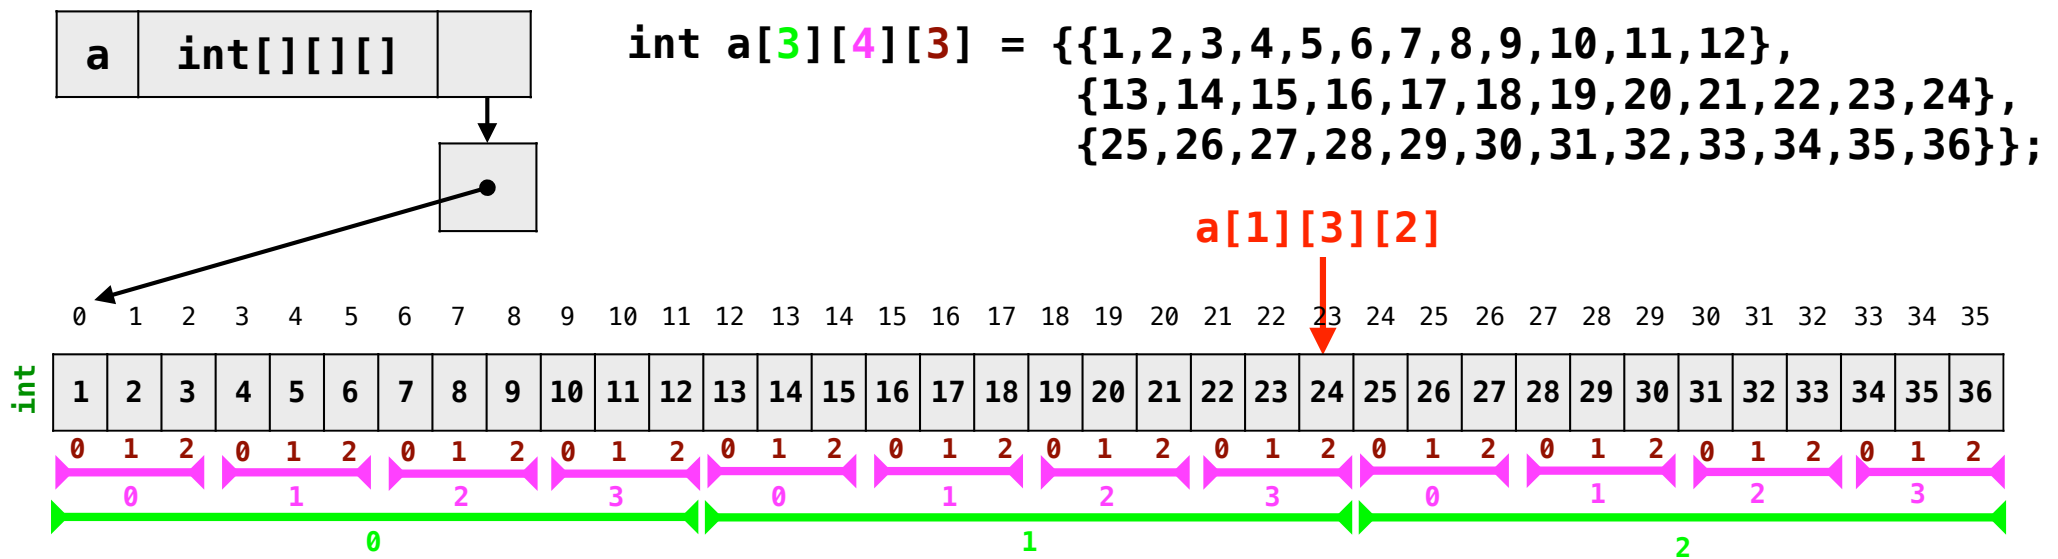 a int[][][]
int a[3][4][3] = {{1,2,3,4,5,6,7,8,9,10,11,12},
{13,14,15,16,17,18,19,20,21,22,23,24},
{25,26,27,28,29,30,31,32,33,34,35,36}};
a[1][3][2]
0 1 2 3 4 5 6 7 8 9 10 11 12 13 14 15 16 17 18 19 20 21 22 23 24 25 26 27 28 29 30 31 32 33 34 35
int 1 2 3 4 5 6 7 8 9 10 11 12 13 14 15 16 17 18 19 20 21 22 23 24 25 26 27 28 29 30 31 32 33 34 35 36
0 1 2 0 1 2 0 1 2 0 1 2 0 1 2 0 1 2 0 1 2 0 1 2 0 1 2 0 1 2 0 1 2 0 1 2
0 1 2 3 0 1 2 3 0 1 2 3
0 1 2